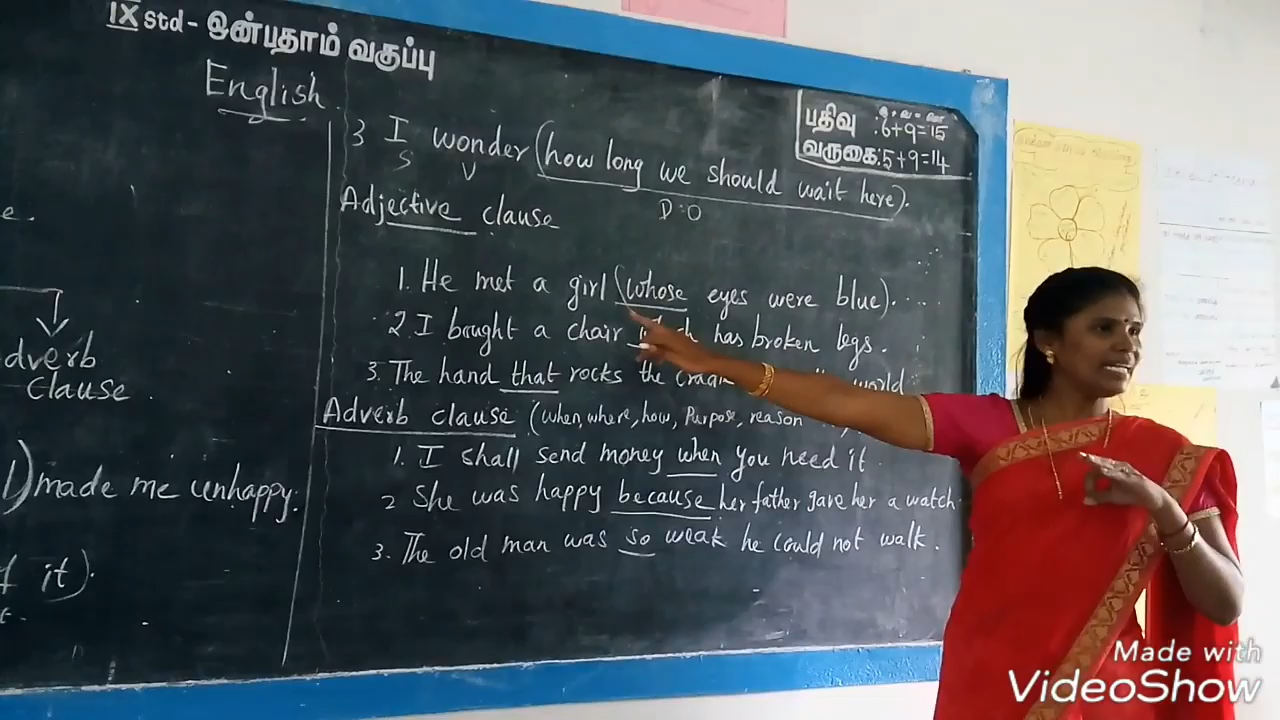 IX std - ஒன்பதாம் வகுப்பு
English
பதிவு : 6+9=15
வருகை : 5+9=14
e.
dverb
Clause.
) made me unhappy.
it).
t.
3 I wonder (how long we should wait here).
S V D.O
Adjective clause
1. He met a girl (whose eyes were blue).....
2. I bought a chair which has broken legs.
3. The hand that rocks the world
Adverb clause (when, where, how, Purpose, reason
1. I shall send money when you need it
2 She was happy because her father gave her a watch.
3. The old man was so weak he could not walk.
Made with
VideoShow